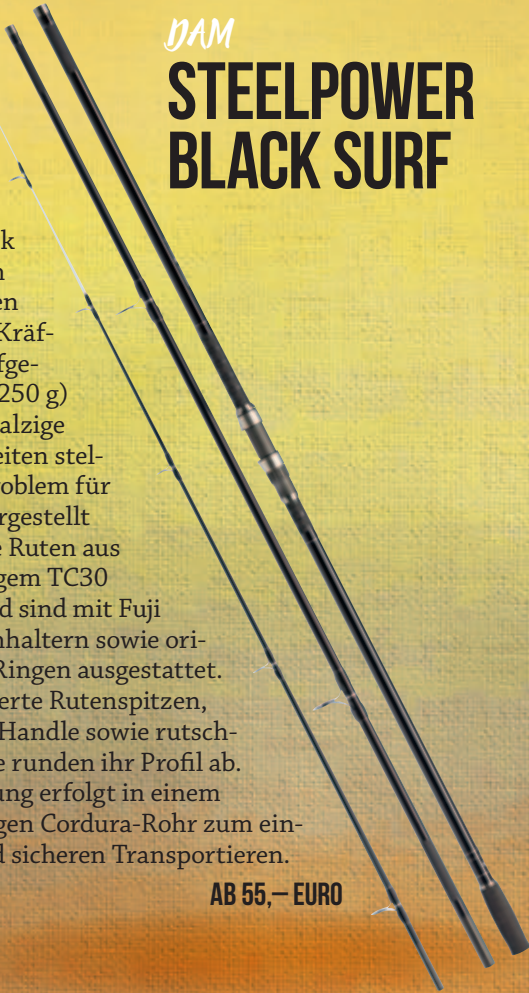 DAM
STEELPOWER
BLACK SURF
k
n
en
Kräf-
fge-
250 g)
alzige
eiten stel-
roblem für
rgestellt
e Ruten aus
gem TC30
d sind mit Fuji
nhaltern sowie ori-
Ringen ausgestattet.
erte Rutenspitzen,
Handle sowie rutsch-
e runden ihr Profil ab.
ung erfolgt in einem
gen Cordura-Rohr zum ein-
d sicheren Transportieren.
AB 55,– EURO